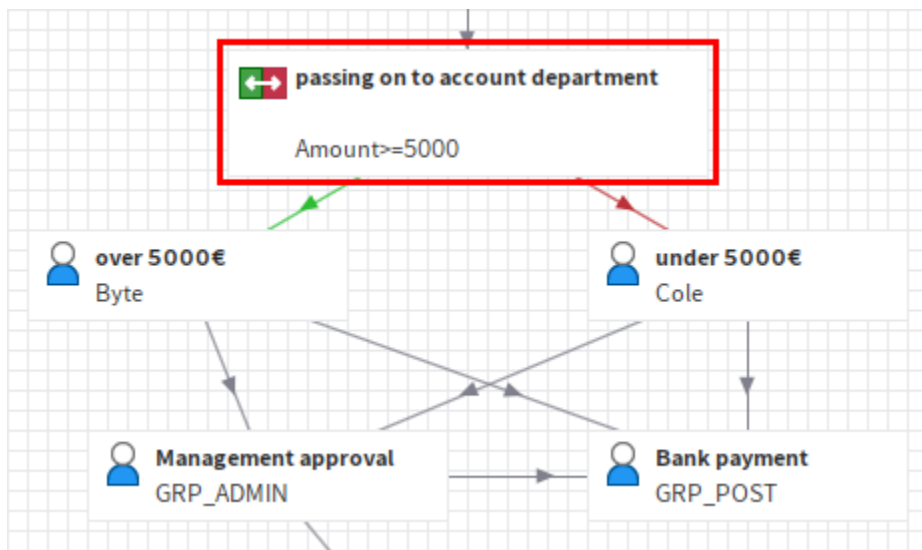 passing on to account department
Amount>=5000
over 5000€
Byte
under 5000€
Cole
Management approval
GRP_ADMIN
Bank payment
GRP_POST